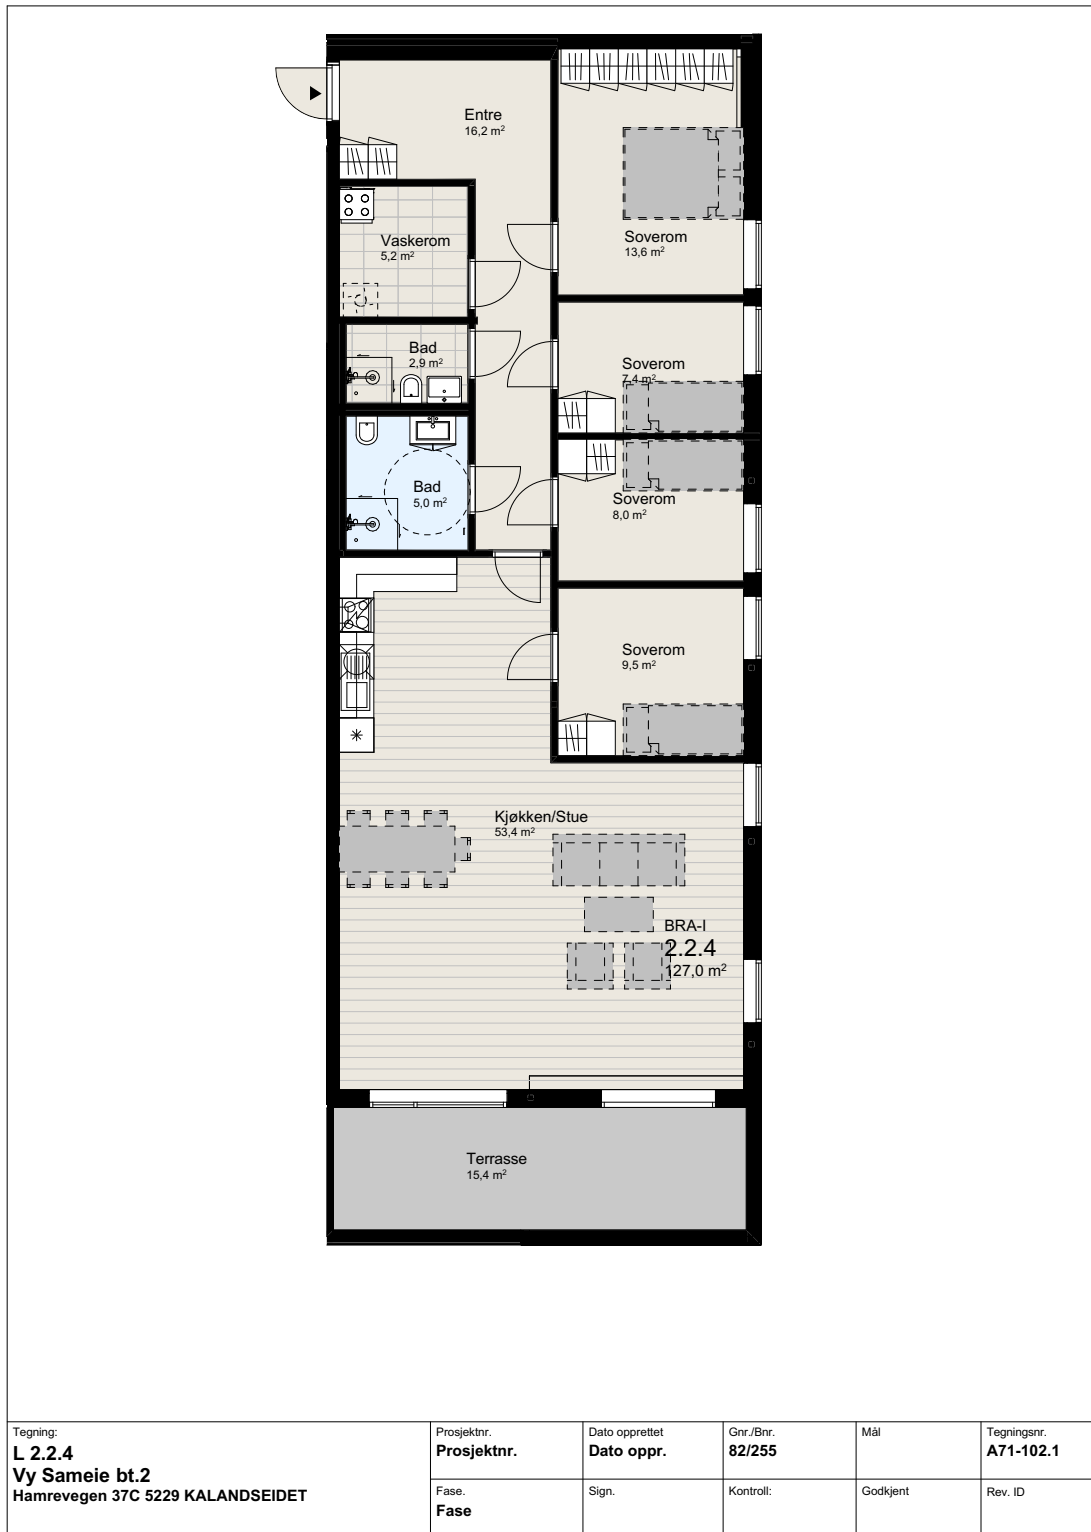 Entre
16,2 m²
Soverom
13,6 m²
Vaskerom
5,2 m²
Bad
2,9 m²
Soverom
7,4 m²
Bad
5,0 m²
Soverom
8,0 m²
Soverom
9,5 m²
Kjøkken/Stue
53,4 m²
BRA-I
2.2.4
127,0 m²
Terrasse
15,4 m²
Tegning:
L 2.2.4
Vy Sameie bt.2
Hamrevegen 37C 5229 KALANDSEIDET
Prosjektnr.
Prosjektnr.
Dato opprettet
Dato oppr.
Gnr./Bnr.
82/255
Mål
Tegningsnr.
A71-102.1
Fase.
Fase
Sign.
Kontroll:
Godkjent
Rev. ID